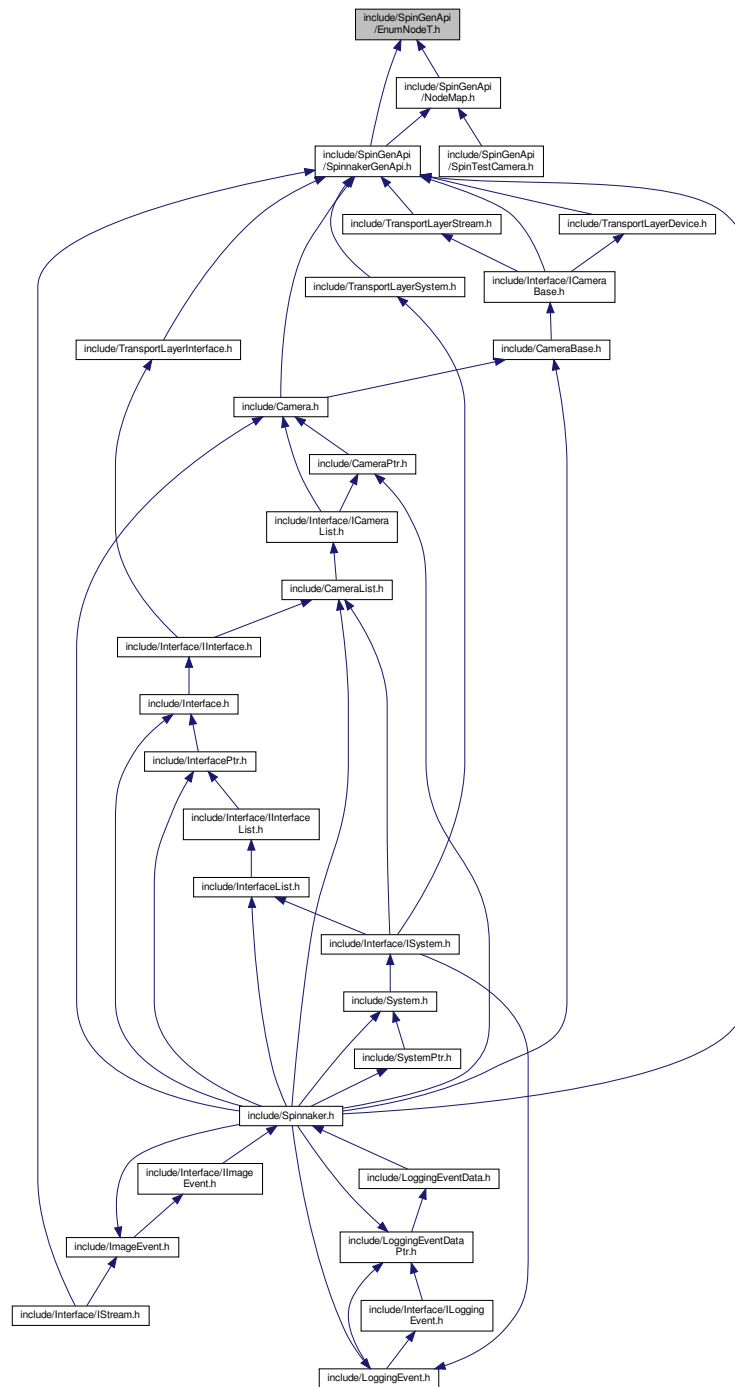 include/SpinGenApi
/EnumNodeT.h
include/SpinGenApi
/NodeMap.h
include/SpinGenApi
/SpinnakerGenApi.h
include/SpinGenApi
/SpinTestCamera.h
include/TransportLayerStream.h
include/TransportLayerDevice.h
include/TransportLayerSystem.h
include/Interface/ICamera
Base.h
include/TransportLayerInterface.h
include/CameraBase.h
include/Camera.h
include/CameraPtr.h
include/Interface/ICamera
List.h
include/CameraList.h
include/Interface/IInterface.h
include/Interface.h
include/InterfacePtr.h
include/Interface/IInterface
List.h
include/InterfaceList.h
include/Interface/ISystem.h
include/System.h
include/SystemPtr.h
include/Spinnaker.h
include/Interface/IImage
Event.h
include/LoggingEventData.h
include/ImageEvent.h
include/LoggingEventData
Ptr.h
include/Interface/IStream.h
include/Interface/ILogging
Event.h
include/LoggingEvent.h